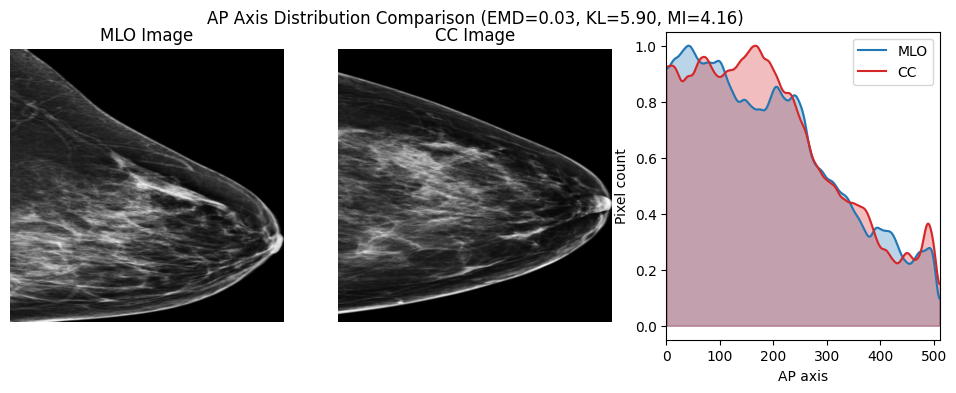 AP Axis Distribution Comparison (EMD=0.03, KL=5.90, MI=4.16)
MLO Image
CC Image
MLO
CC
Pixel count
1.0
0.8
0.6
0.4
0.2
0.0
0 100 200 300 400 500
AP axis